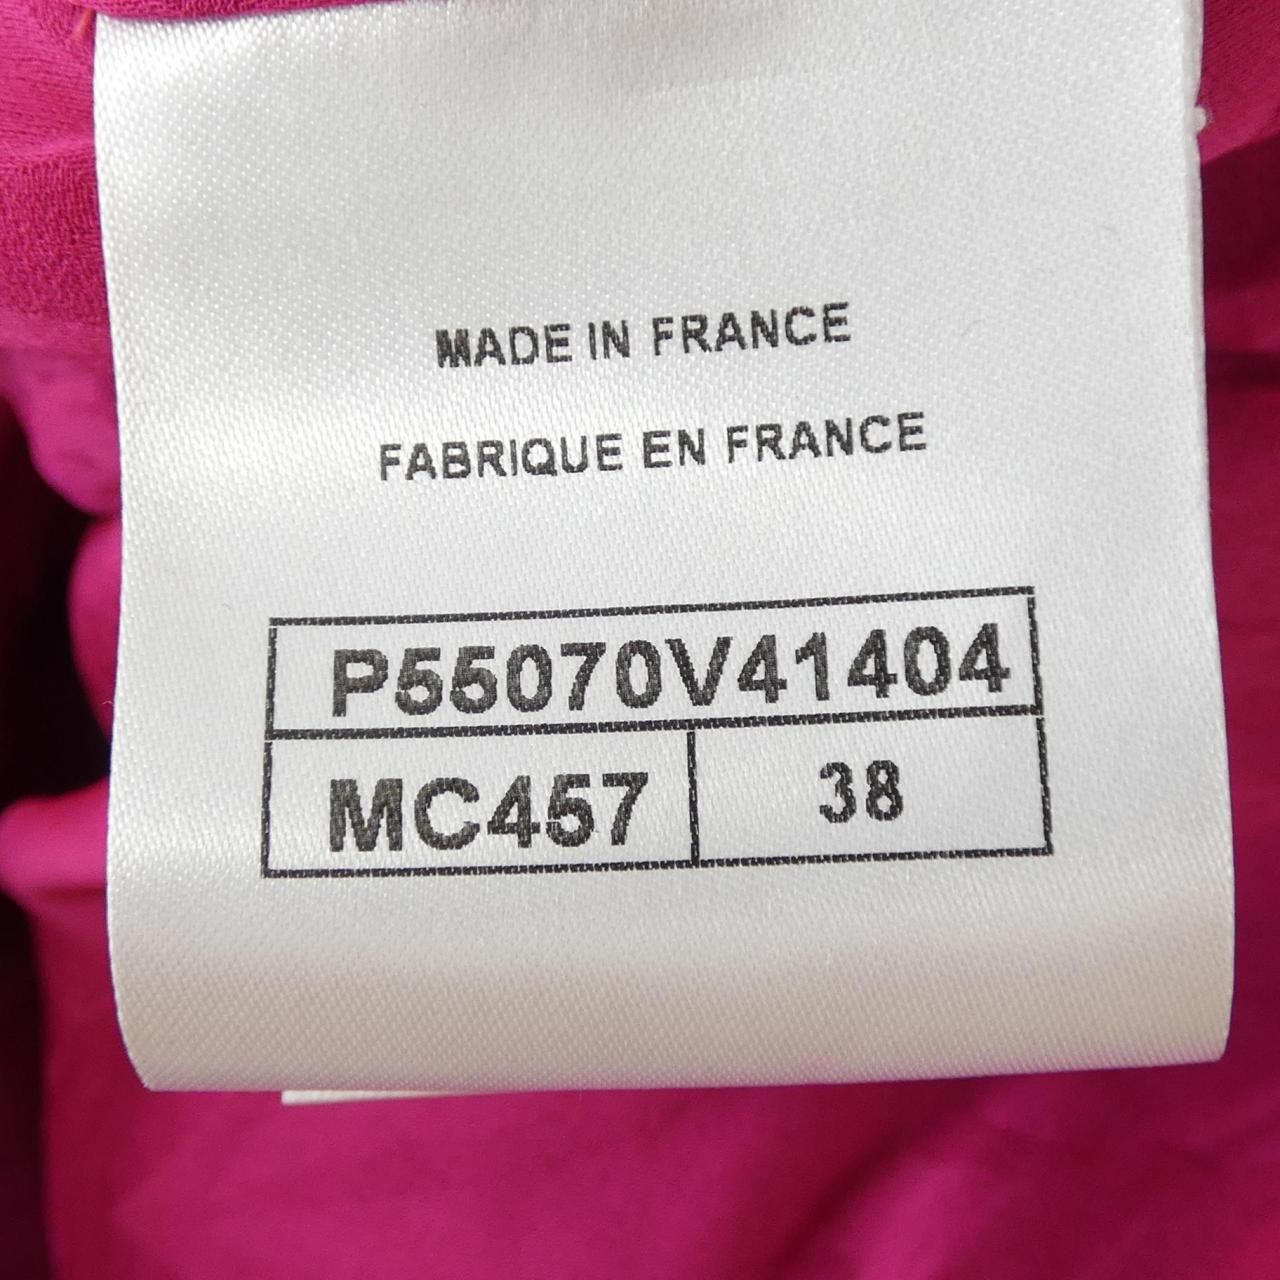 MADE IN FRANCE
FABRIQUE EN FRANCE
P55070V41404
MC457 38